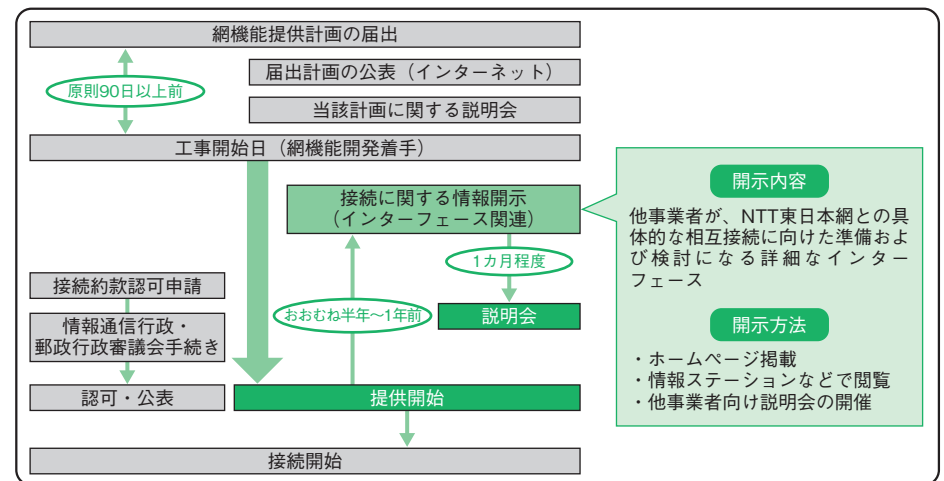 網機能提供計画の届出
届出計画の公表（インターネット）
原則90日以上前
当該計画に関する説明会
工事開始日（網機能開発着手）
接続に関する情報開示
（インターフェース関連）
1カ月程度
接続約款認可申請
おおむね半年～1年前
説明会
情報通信行政・
郵政行政審議会手続き
認可・公表
提供開始
接続開始
開示内容
他事業者が、NTT東日本網との具
体的な相互接続に向けた準備およ
び検討になる詳細なインター
フェース
開示方法
・ホームページ掲載
・情報ステーションなどで閲覧
・他事業者向け説明会の開催